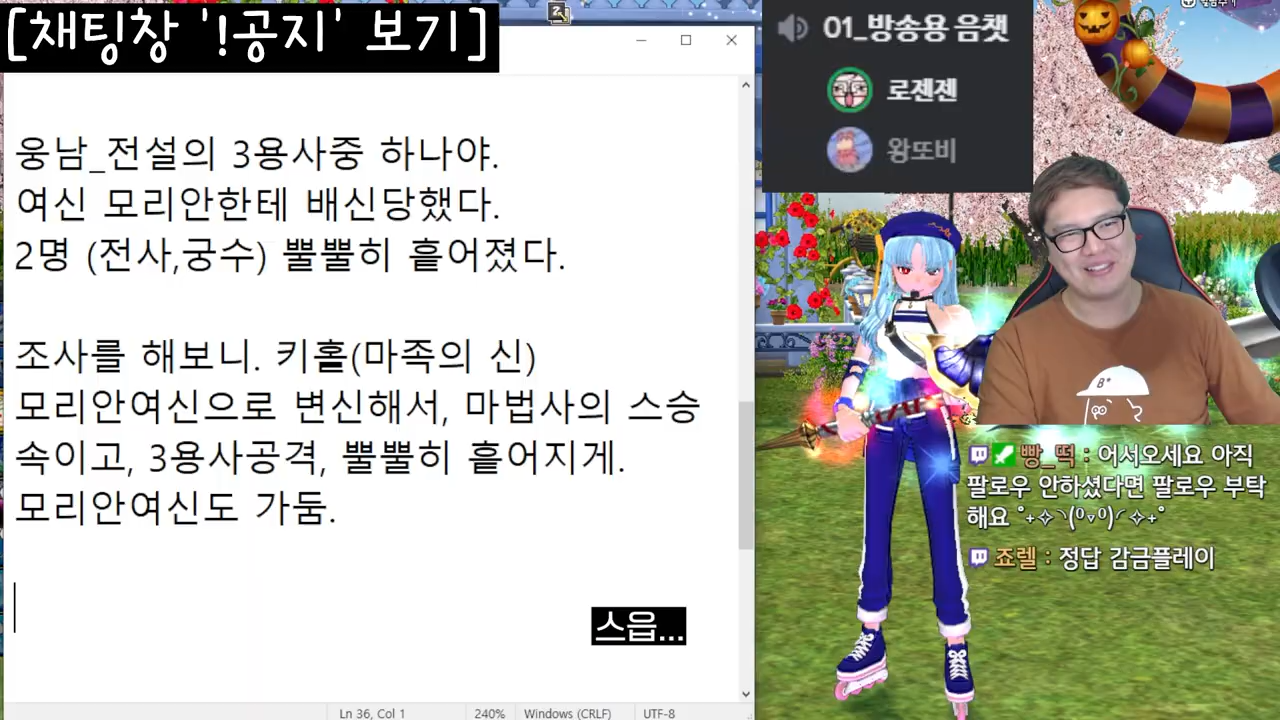 [채팅창 '!공지' 보기]
웅남_전설의 3용사중 하나야.
여신 모리안한테 배신당했다.
2명 (전사,궁수) 뿔뿔히 흩어졌다.
조사를 해보니. 키홀(마족의 신)
모리안여신으로 변신해서, 마법사의 스승
속이고, 3용사공격, 뿔뿔히 흩어지게.
모리안여신도 가둠.
스읍...
Ln 36, Col 1
240%
Windows (CRLF)
UTF-8
01_방송용 음챗
로젠젠
왕또비
빵_떡 : 어서오세요 아직
팔로우 안하셨다면 팔로우 부탁
해요 ˚₊✧◝(⁰▿⁰)◜✧₊˚
죠렐 : 정답 감금플레이